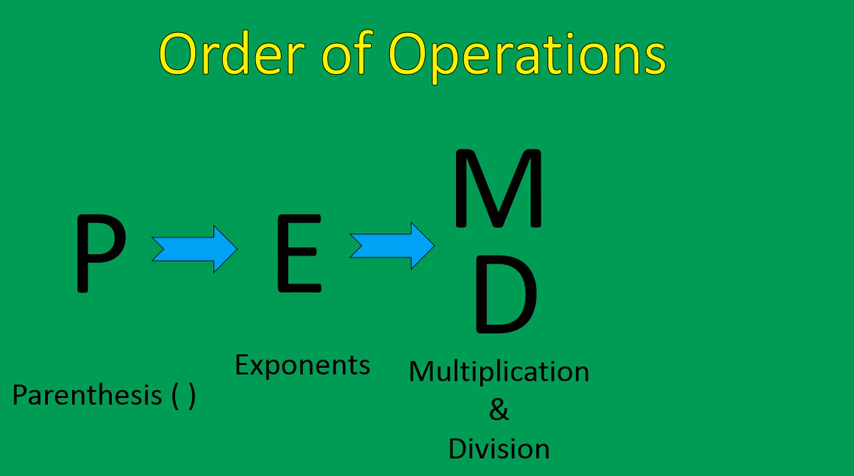 Order of Operations
P
E
M
D
Parenthesis ( )
Exponents
Multiplication
&
Division